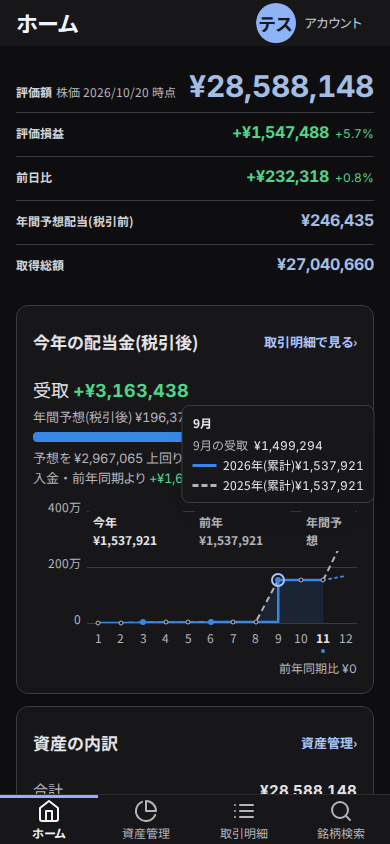 ホーム
テス アカウント
評価額 株価 2026/10/20 時点 ¥28,588,148
評価損益 +¥1,547,488 +5.7%
前日比 +¥232,318 +0.8%
年間予想配当(税引前) ¥246,435
取得総額 ¥27,040,660
今年の配当金(税引後) 取引明細で見る›
受取 +¥3,163,438
年間予想(税引後) ¥196,37
予想を ¥2,967,065 上回り
入金・前年同期より +¥1,6
9月
9月の受取 ¥1,499,294
2026年(累計) ¥1,537,921
2025年(累計) ¥1,537,921
400万
今年 前年 年間予想
¥1,537,921 ¥1,537,921
200万
0
1 2 3 4 5 6 7 8 9 10 11 12
前年同期比 ¥0
資産の内訳 資産管理›
合計 ¥28,588,148
ホーム 資産管理 取引明細 銘柄検索